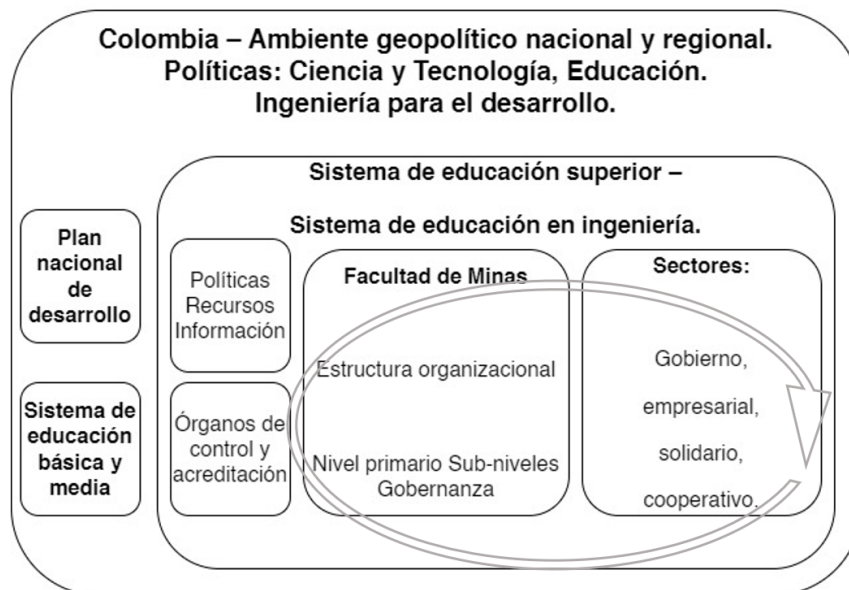 Colombia – Ambiente geopolítico nacional y regional.
Políticas: Ciencia y Tecnología, Educación.
Ingeniería para el desarrollo.
Sistema de educación superior –
Sistema de educación en ingeniería.
Plan
nacional
de
desarrollo
Sistema de
educación
básica y
media
Políticas
Recursos
Información
Órganos de
control y
acreditación
Facultad de Minas
Estructura organizacional
Nivel primario Sub-niveles
Gobernanza
Sectores:
Gobierno,
empresarial,
solidario,
cooperativo,